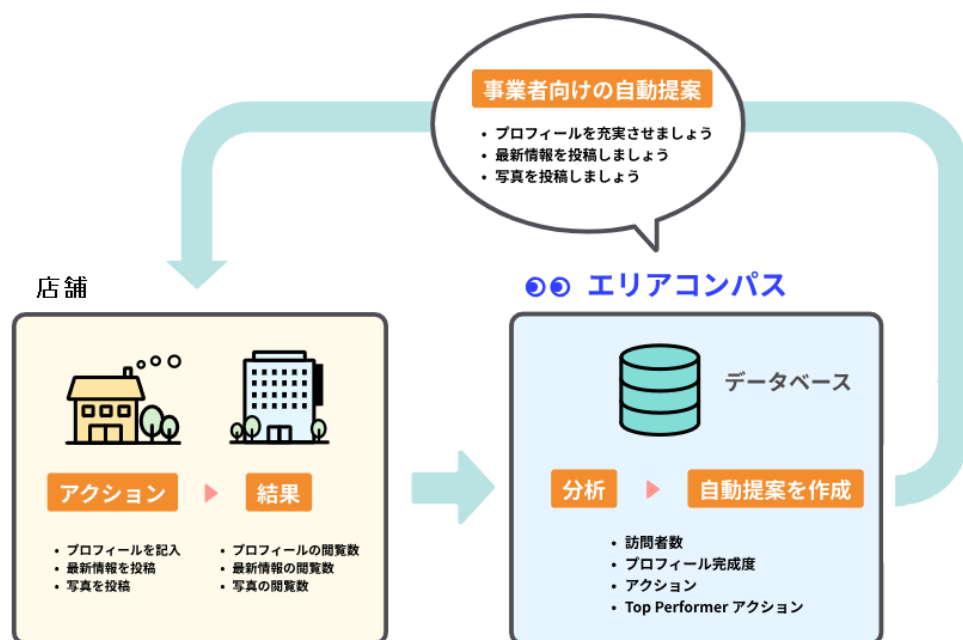 事業者向けの自動提案
• プロフィールを充実させましょう
• 最新情報を投稿しましょう
• 写真を投稿しましょう
店舗
エリアコンパス
データベース
アクション
結果
• プロフィールを記入
• 最新情報を投稿
• 写真を投稿
• プロフィールの閲覧数
• 最新情報の閲覧数
• 写真の閲覧数
分析
自動提案を作成
• 訪問者数
• プロフィール完成度
• アクション
• Top Performer アクション